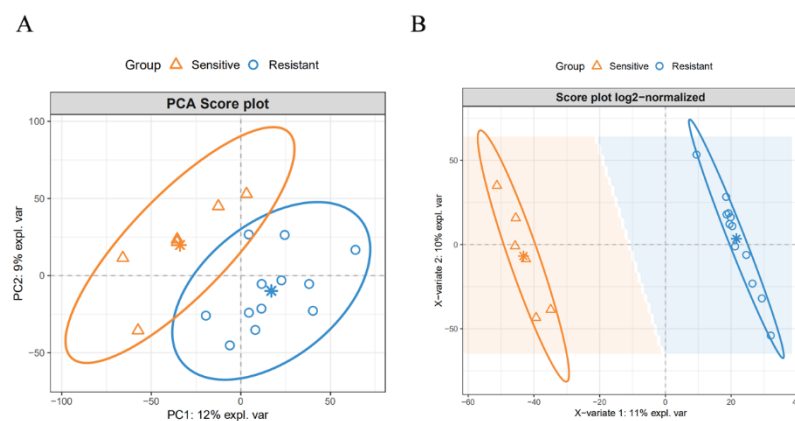 A
B
Group Sensitive Resistant
PCA Score plot
100
50
0
−50
−100
−50
0
50
PC2: 9% expl. var
PC1: 12% expl. var
Group Sensitive Resistant
Score plot log2−normalized
50
0
−50
−60
−40
−20
0
20
X−variate 2: 10% expl. var
X−variate 1: 11% expl. var